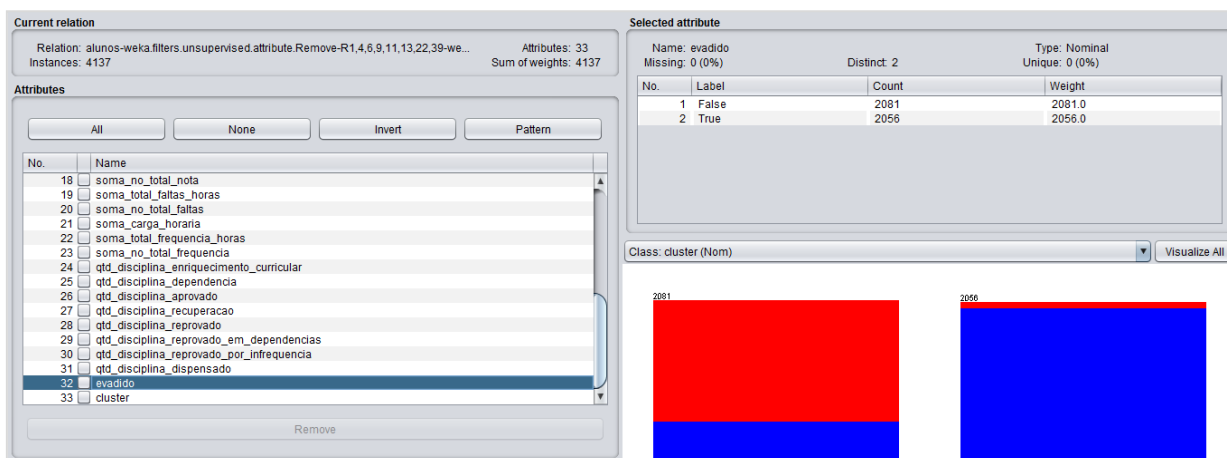 Current relation
Relation: alunos-weka.filters.unsupervised.attribute.Remove-R1,4,6,9,11,13,22,39-we... Attributes: 33
Instances: 4137 Sum of weights: 4137
Attributes
All None Invert Pattern
No. Name
18 soma_no_total_nota
19 soma_total_faltas_horas
20 soma_no_total_faltas
21 soma_carga_horaria
22 soma_total_frequencia_horas
23 soma_no_total_frequencia
24 qtd_disciplina_enriquecimento_curricular
25 qtd_disciplina_dependencia
26 qtd_disciplina_aprovado
27 qtd_disciplina_recuperacao
28 qtd_disciplina_reprovado
29 qtd_disciplina_reprovado_em_dependencias
30 qtd_disciplina_reprovado_por_infrequencia
31 qtd_disciplina_dispensado
32 evadido
33 cluster
Remove
Selected attribute
Name: evadido Type: Nominal
Missing: 0 (0%) Distinct: 2 Unique: 0 (0%)
No. Label Count Weight
1 False 2081 2081.0
2 True 2056 2056.0
Class: cluster (Nom) Visualize All
2081 2056